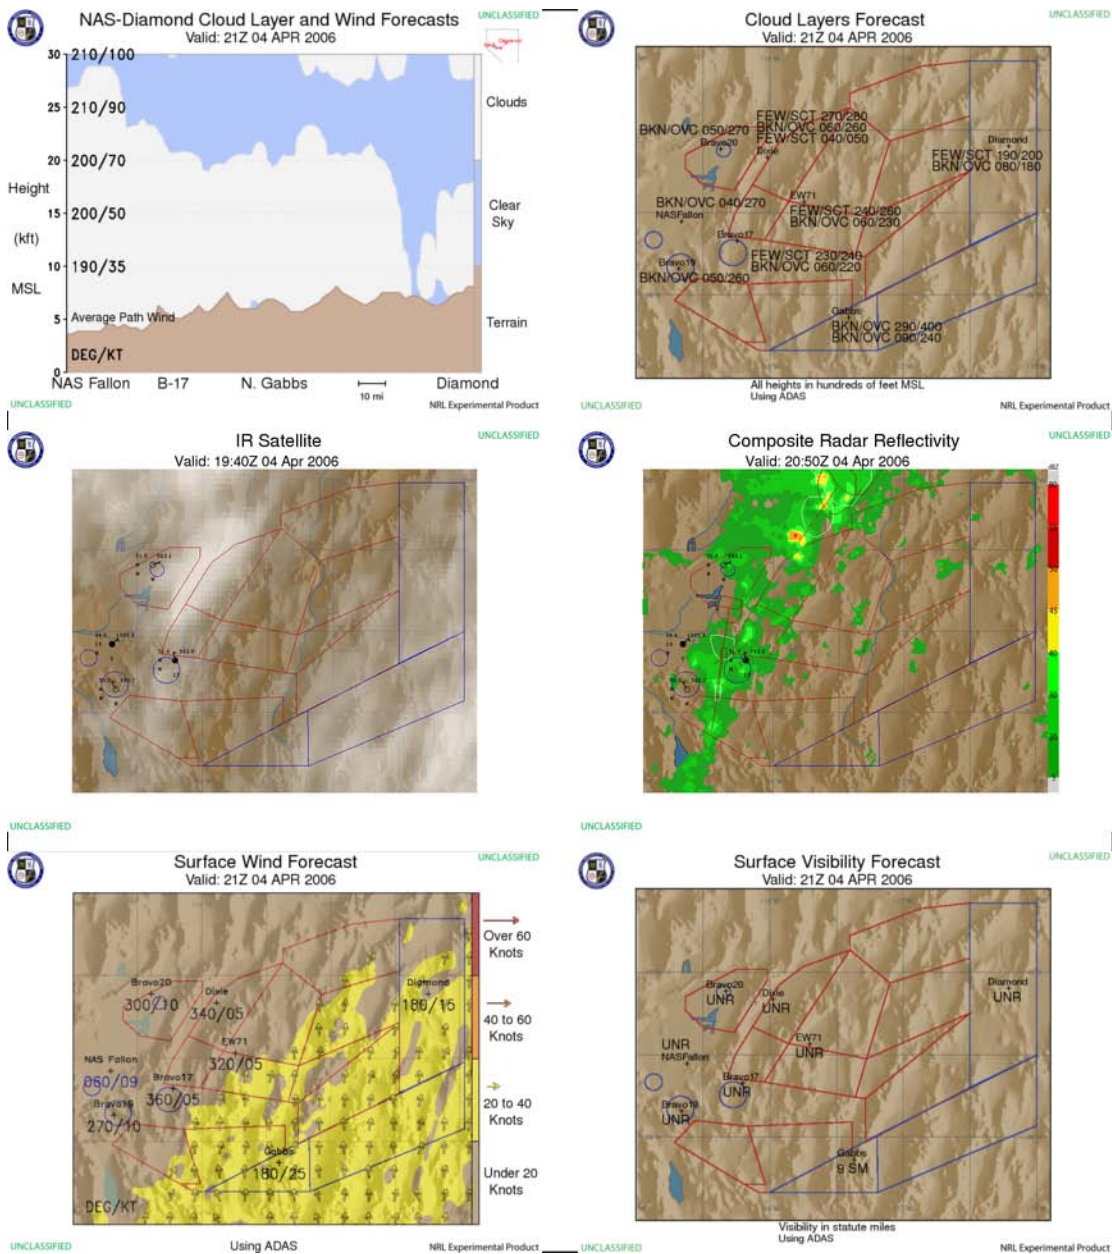 NAS-Diamond Cloud Layer and Wind Forecasts
UNCLASSIFIED
Valid: 21Z 04 APR 2006
30
210/100
25
210/90
Clouds
20
200/70
Height
15
200/50
Clear
Sky
(kft)
10
190/35
MSL
5
Average Path Wind
Terrain
DEG/KT
0
NAS Fallon
B-17
N. Gabbs
10 mi
Diamond
UNCLASSIFIED
NRL Experimental Product
Cloud Layers Forecast
UNCLASSIFIED
Valid: 21Z 04 APR 2006
FEW/SCT 270/280
BKN/OVC 050/270
BKN/OVC 060/260
Bravo20
FEW/SCT 040/050
Dixie
Diamond
FEW/SCT 190/200
BKN/OVC 080/180
EW71
BKN/OVC 040/270
FEW/SCT 240/260
NASFallon
BKN/OVC 060/230
Bravo17
FEW/SCT 230/240
Bravo19
BKN/OVC 060/220
BKN/OVC 050/260
Gabbs
BKN/OVC 290/400
BKN/OVC 090/240
All heights in hundreds of feet MSL
Using ADAS
UNCLASSIFIED
NRL Experimental Product
IR Satellite
UNCLASSIFIED
Valid: 19:40Z 04 Apr 2006
UNCLASSIFIED
Composite Radar Reflectivity
UNCLASSIFIED
Valid: 20:50Z 04 Apr 2006
UNCLASSIFIED
Surface Wind Forecast
UNCLASSIFIED
Valid: 21Z 04 APR 2006
Over 60
Knots
Bravo20
300/10
Dixie
340/05
Diamond
180/15
40 to 60
Knots
EW71
320/05
NAS Fallon
060/09
Bravo17
360/05
20 to 40
Knots
Bravo19
270/10
Gabbs
180/25
Under 20
Knots
DEG/KT
UNCLASSIFIED
Using ADAS
NRL Experimental Product
Surface Visibility Forecast
UNCLASSIFIED
Valid: 21Z 04 APR 2006
Bravo20
UNR
Dixie
UNR
Diamond
UNR
EW71
UNR
UNR
NASFallon
Bravo17
UNR
Bravo19
UNR
Gabbs
9 SM
Visibility in statute miles
Using ADAS
UNCLASSIFIED
NRL Experimental Product